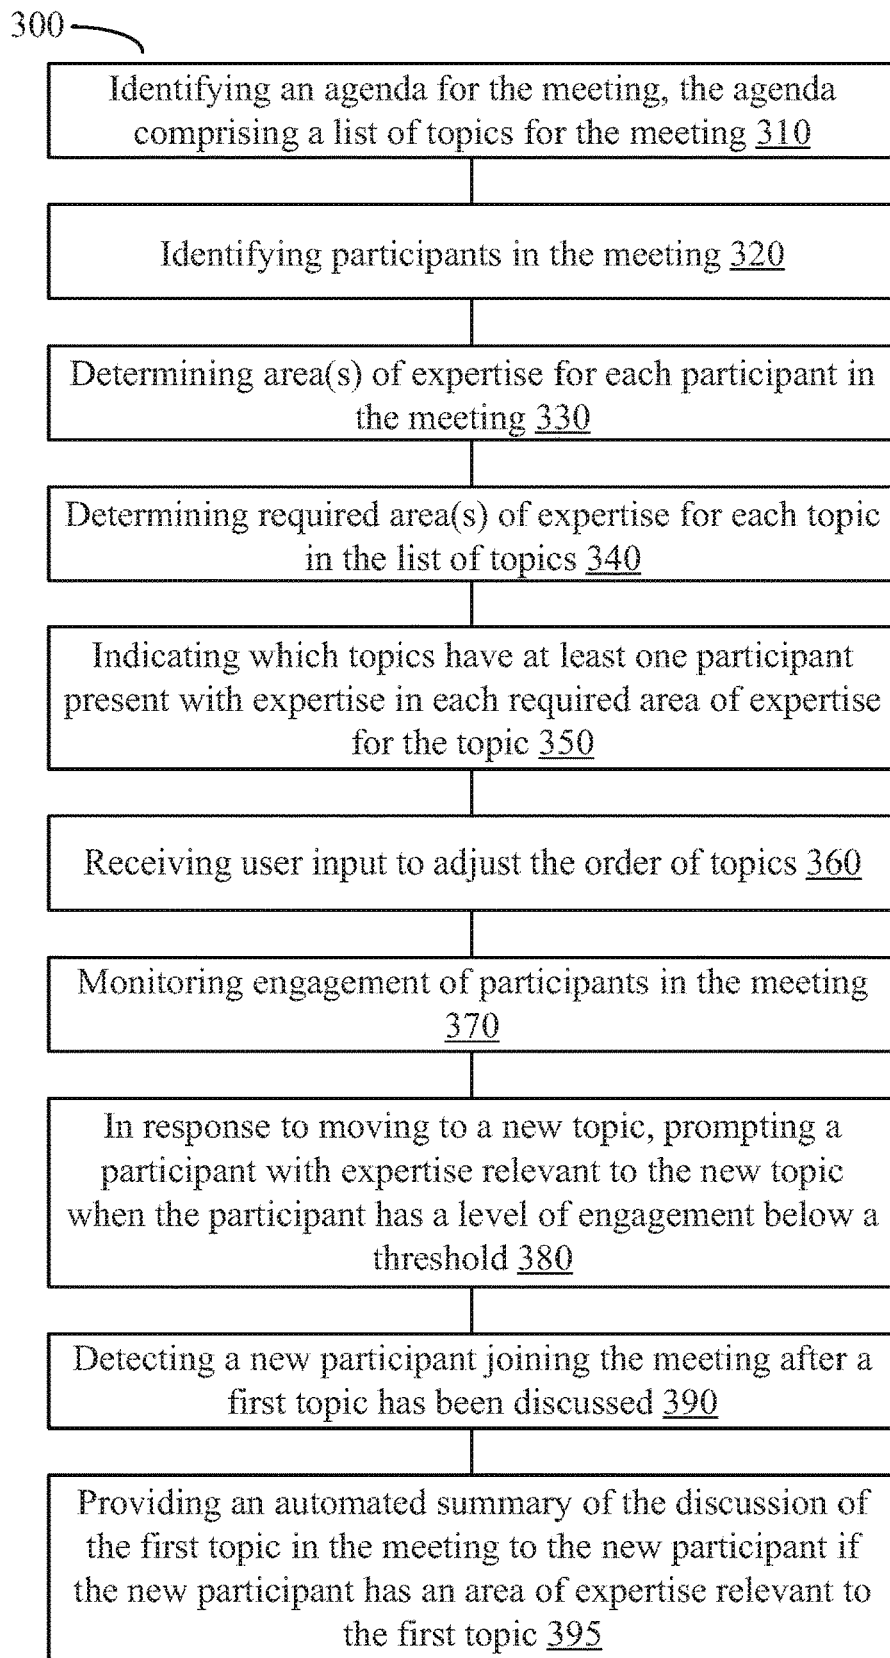 300
Identifying an agenda for the meeting, the agenda
comprising a list of topics for the meeting 310
Identifying participants in the meeting 320
Determining area(s) of expertise for each participant in
the meeting 330
Determining required area(s) of expertise for each topic
in the list of topics 340
Indicating which topics have at least one participant
present with expertise in each required area of expertise
for the topic 350
Receiving user input to adjust the order of topics 360
Monitoring engagement of participants in the meeting
370
In response to moving to a new topic, prompting a
participant with expertise relevant to the new topic
when the participant has a level of engagement below a
threshold 380
Detecting a new participant joining the meeting after a
first topic has been discussed 390
Providing an automated summary of the discussion of
the first topic in the meeting to the new participant if
the new participant has an area of expertise relevant to
the first topic 395